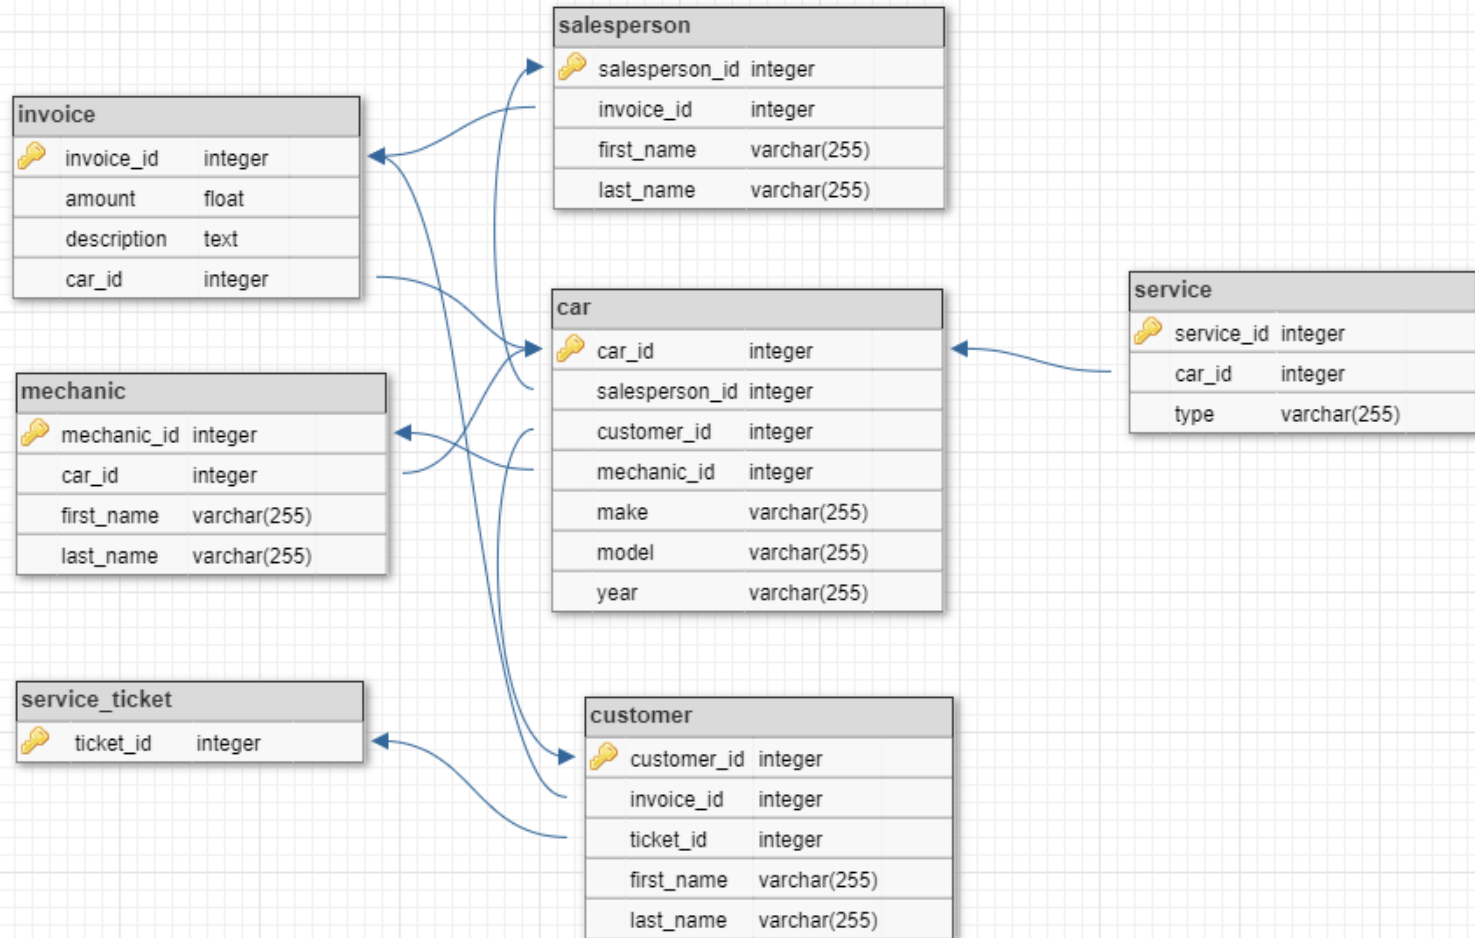 salesperson
salesperson_id integer
invoice_id integer
first_name varchar(255)
last_name varchar(255)
invoice
invoice_id integer
amount float
description text
car_id integer
car
car_id integer
salesperson_id integer
customer_id integer
mechanic_id integer
make varchar(255)
model varchar(255)
year varchar(255)
service
service_id integer
car_id integer
type varchar(255)
mechanic
mechanic_id integer
car_id integer
first_name varchar(255)
last_name varchar(255)
service_ticket
ticket_id integer
customer
customer_id integer
invoice_id integer
ticket_id integer
first_name varchar(255)
last_name varchar(255)